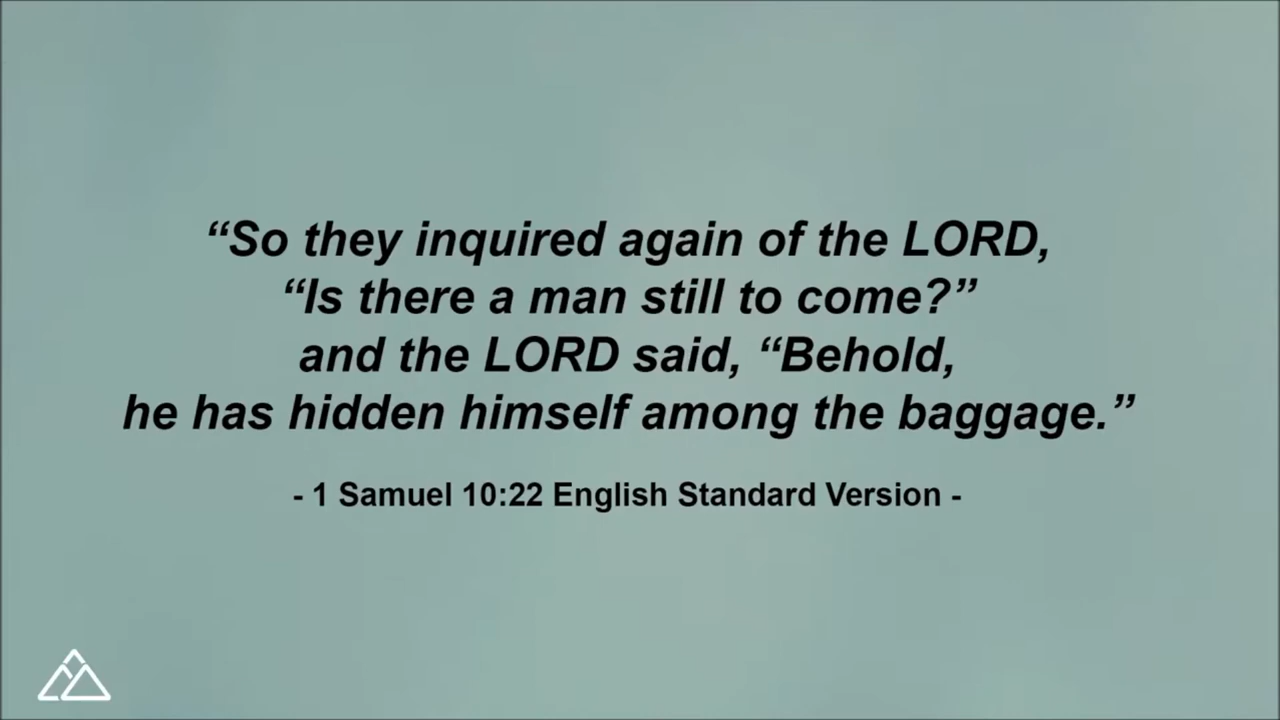 “So they inquired again of the LORD,
“Is there a man still to come?”
and the LORD said, “Behold,
he has hidden himself among the baggage.”
- 1 Samuel 10:22 English Standard Version -